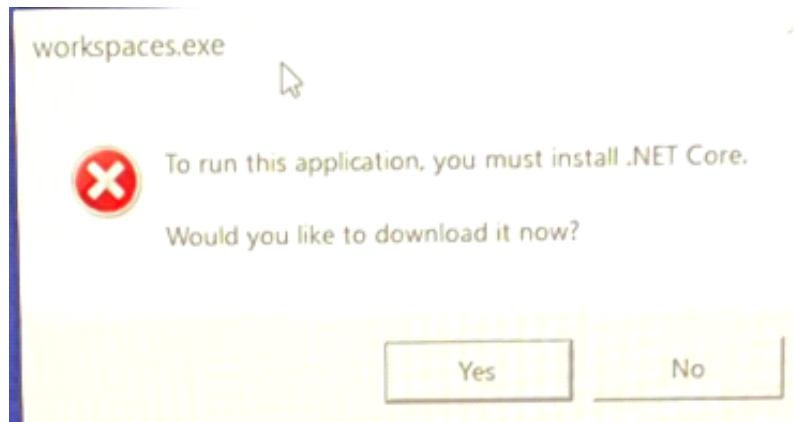 workspaces.exe
To run this application, you must install .NET Core.
Would you like to download it now?
Yes
No